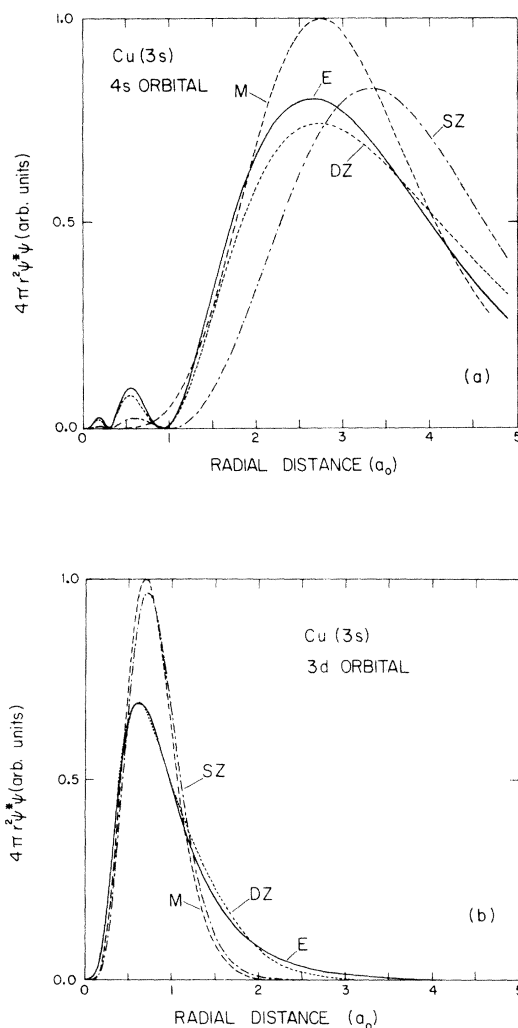 1.0
Cu (3s)
4s ORBITAL
M
E
SZ
DZ
0.5
4πr²ψ*ψ (arb. units)
(a)
0.0
0 1 2 3 4 5
RADIAL DISTANCE (a₀)
1.0
Cu (3s)
3d ORBITAL
4πr²ψ*ψ (arb. units)
0.5
SZ
DZ
M
E
(b)
0.0
0 1 2 3 4 5
RADIAL DISTANCE (a₀)